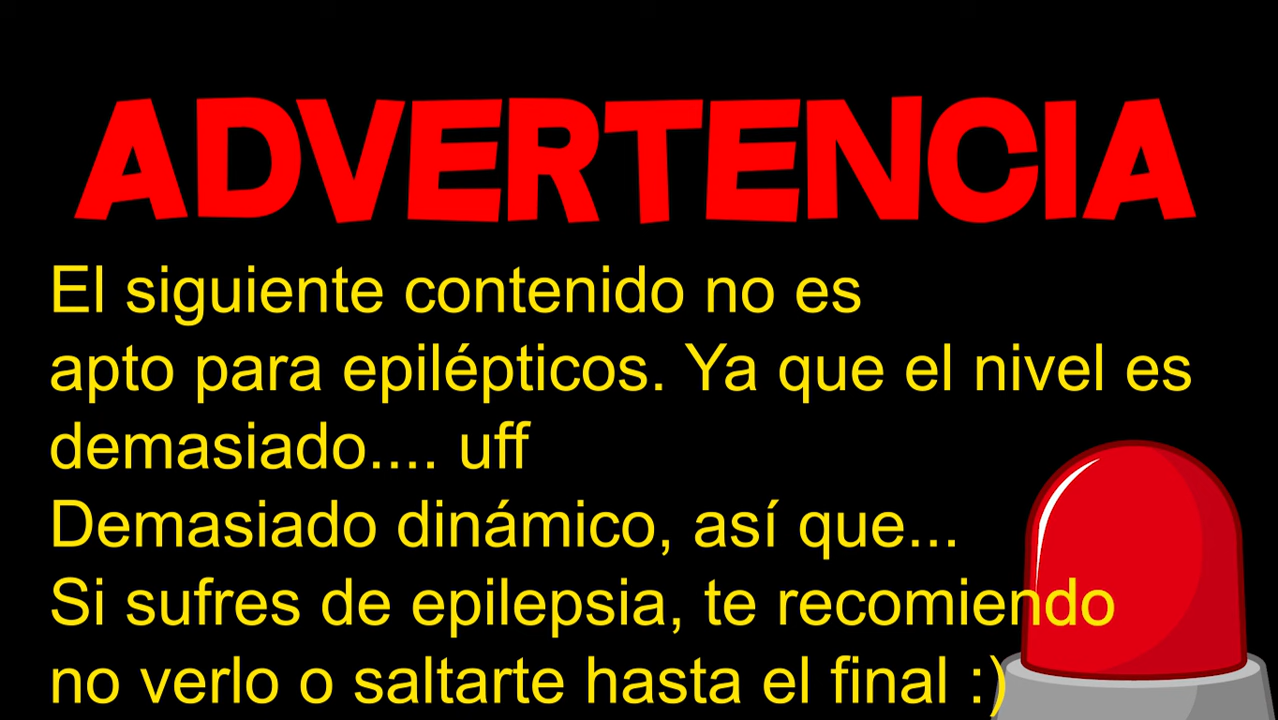 ADVERTENCIA
El siguiente contenido no es
apto para epilépticos. Ya que el nivel es
demasiado.... uff
Demasiado dinámico, así que...
Si sufres de epilepsia, te recomiendo
no verlo o saltarte hasta el final :)